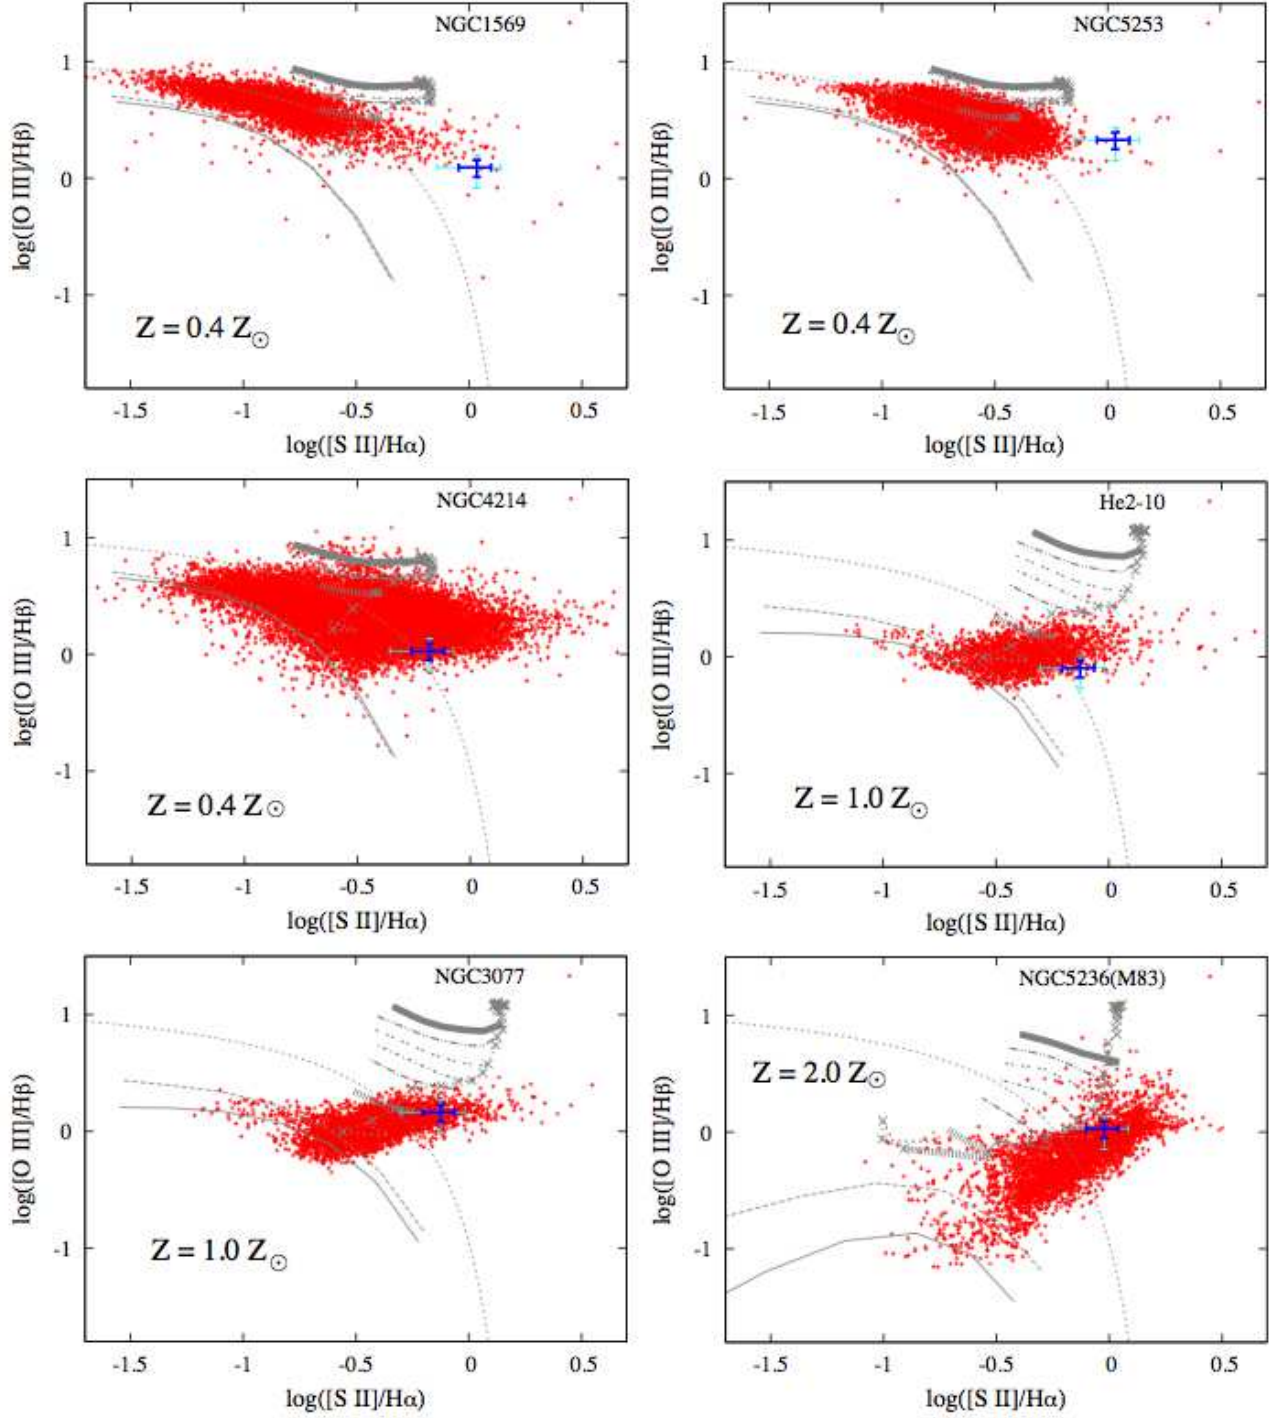 NGC1569
1
0
-1
log([O III]/Hβ)
Z = 0.4 Z⊙
-1.5 -1 -0.5 0 0.5
log([S II]/Hα)
NGC5253
1
0
-1
log([O III]/Hβ)
Z = 0.4 Z⊙
-1.5 -1 -0.5 0 0.5
log([S II]/Hα)
NGC4214
1
0
-1
log([O III]/Hβ)
Z = 0.4 Z⊙
-1.5 -1 -0.5 0 0.5
log([S II]/Hα)
He2-10
1
0
-1
log([O III]/Hβ)
Z = 1.0 Z⊙
-1.5 -1 -0.5 0 0.5
log([S II]/Hα)
NGC3077
1
0
-1
log([O III]/Hβ)
Z = 1.0 Z⊙
-1.5 -1 -0.5 0 0.5
log([S II]/Hα)
NGC5236(M83)
1
0
-1
log([O III]/Hβ)
Z = 2.0 Z⊙
-1.5 -1 -0.5 0 0.5
log([S II]/Hα)